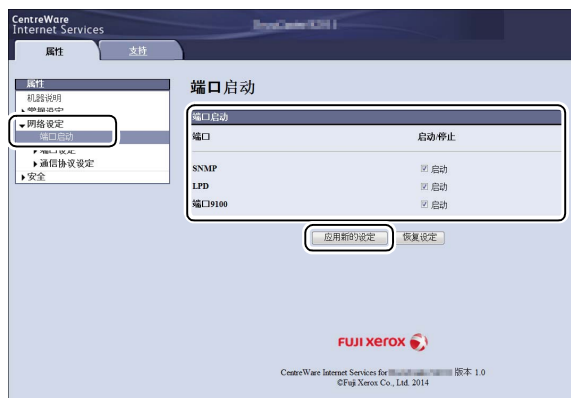 CentreWare
Internet Services
属性
支持
属性
机器说明
网络设定
端口启动
端口设定
通信协议设定
安全
端口启动
端口启动
端口
启动/停止
SNMP
启动
LPD
启动
端口9100
启动
应用新的设定
恢复设定
FUJI XEROX
CentreWare Internet Services for
版本 1.0
©Fuji Xerox Co., Ltd. 2014